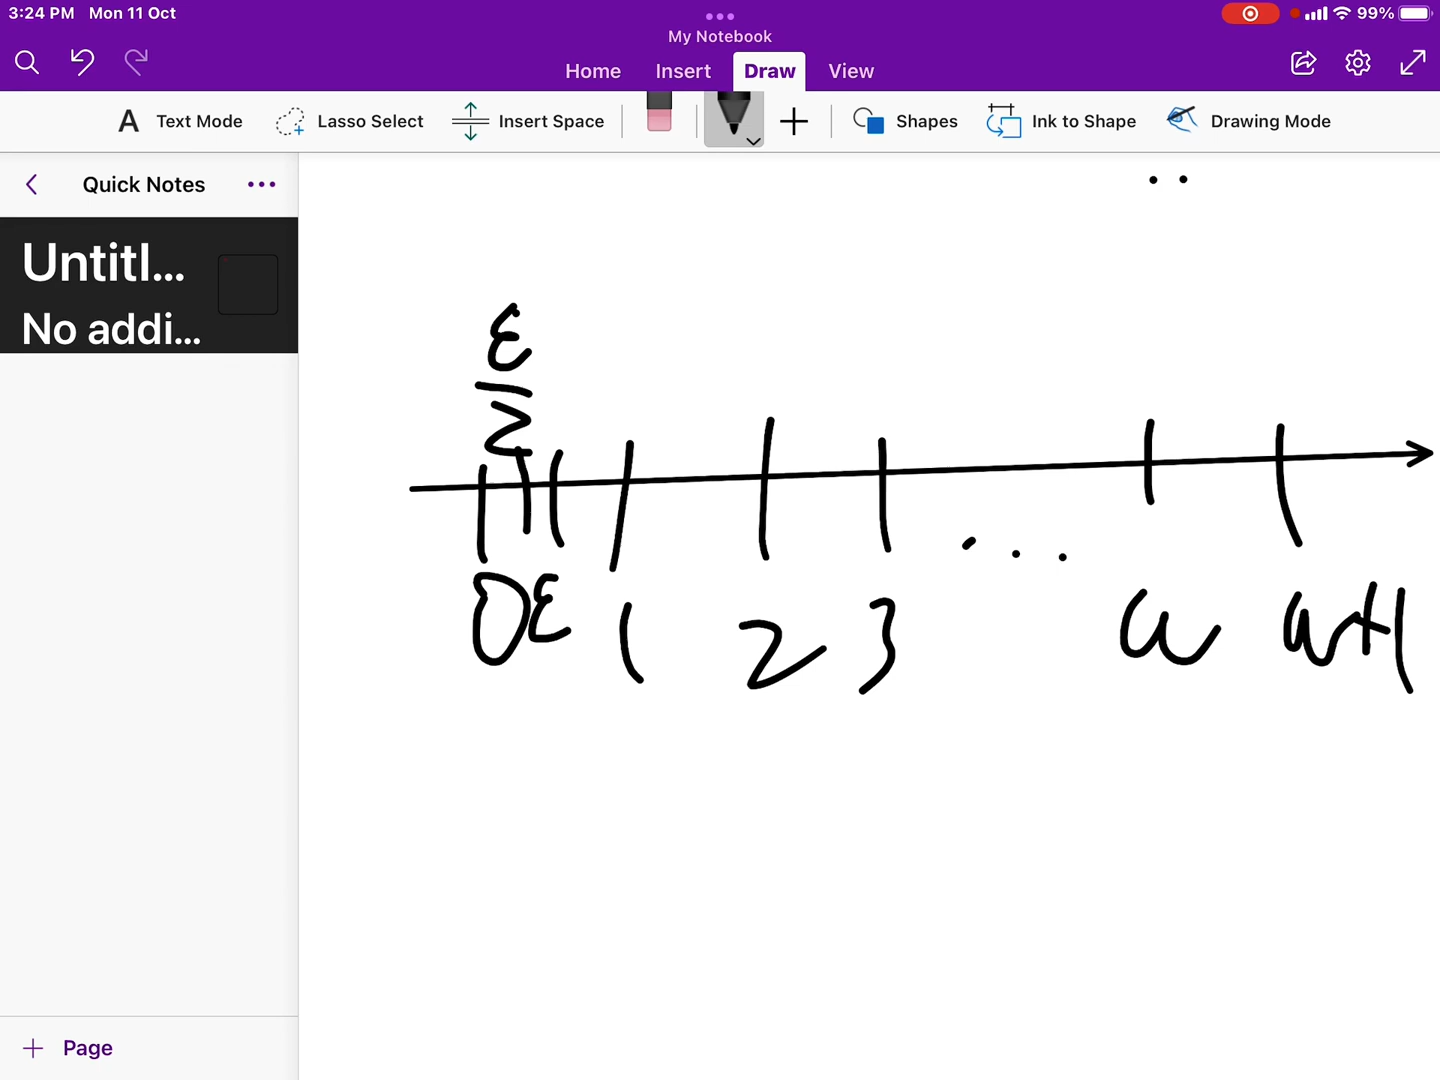 3:24 PM Mon 11 Oct
99%
My Notebook
Home Insert Draw View
A Text Mode Lasso Select Insert Space Shapes Ink to Shape Drawing Mode
Quick Notes
Untitl...
No addi...
ε
2
0 ε 1 2 3 ... ω ω+1
+ Page